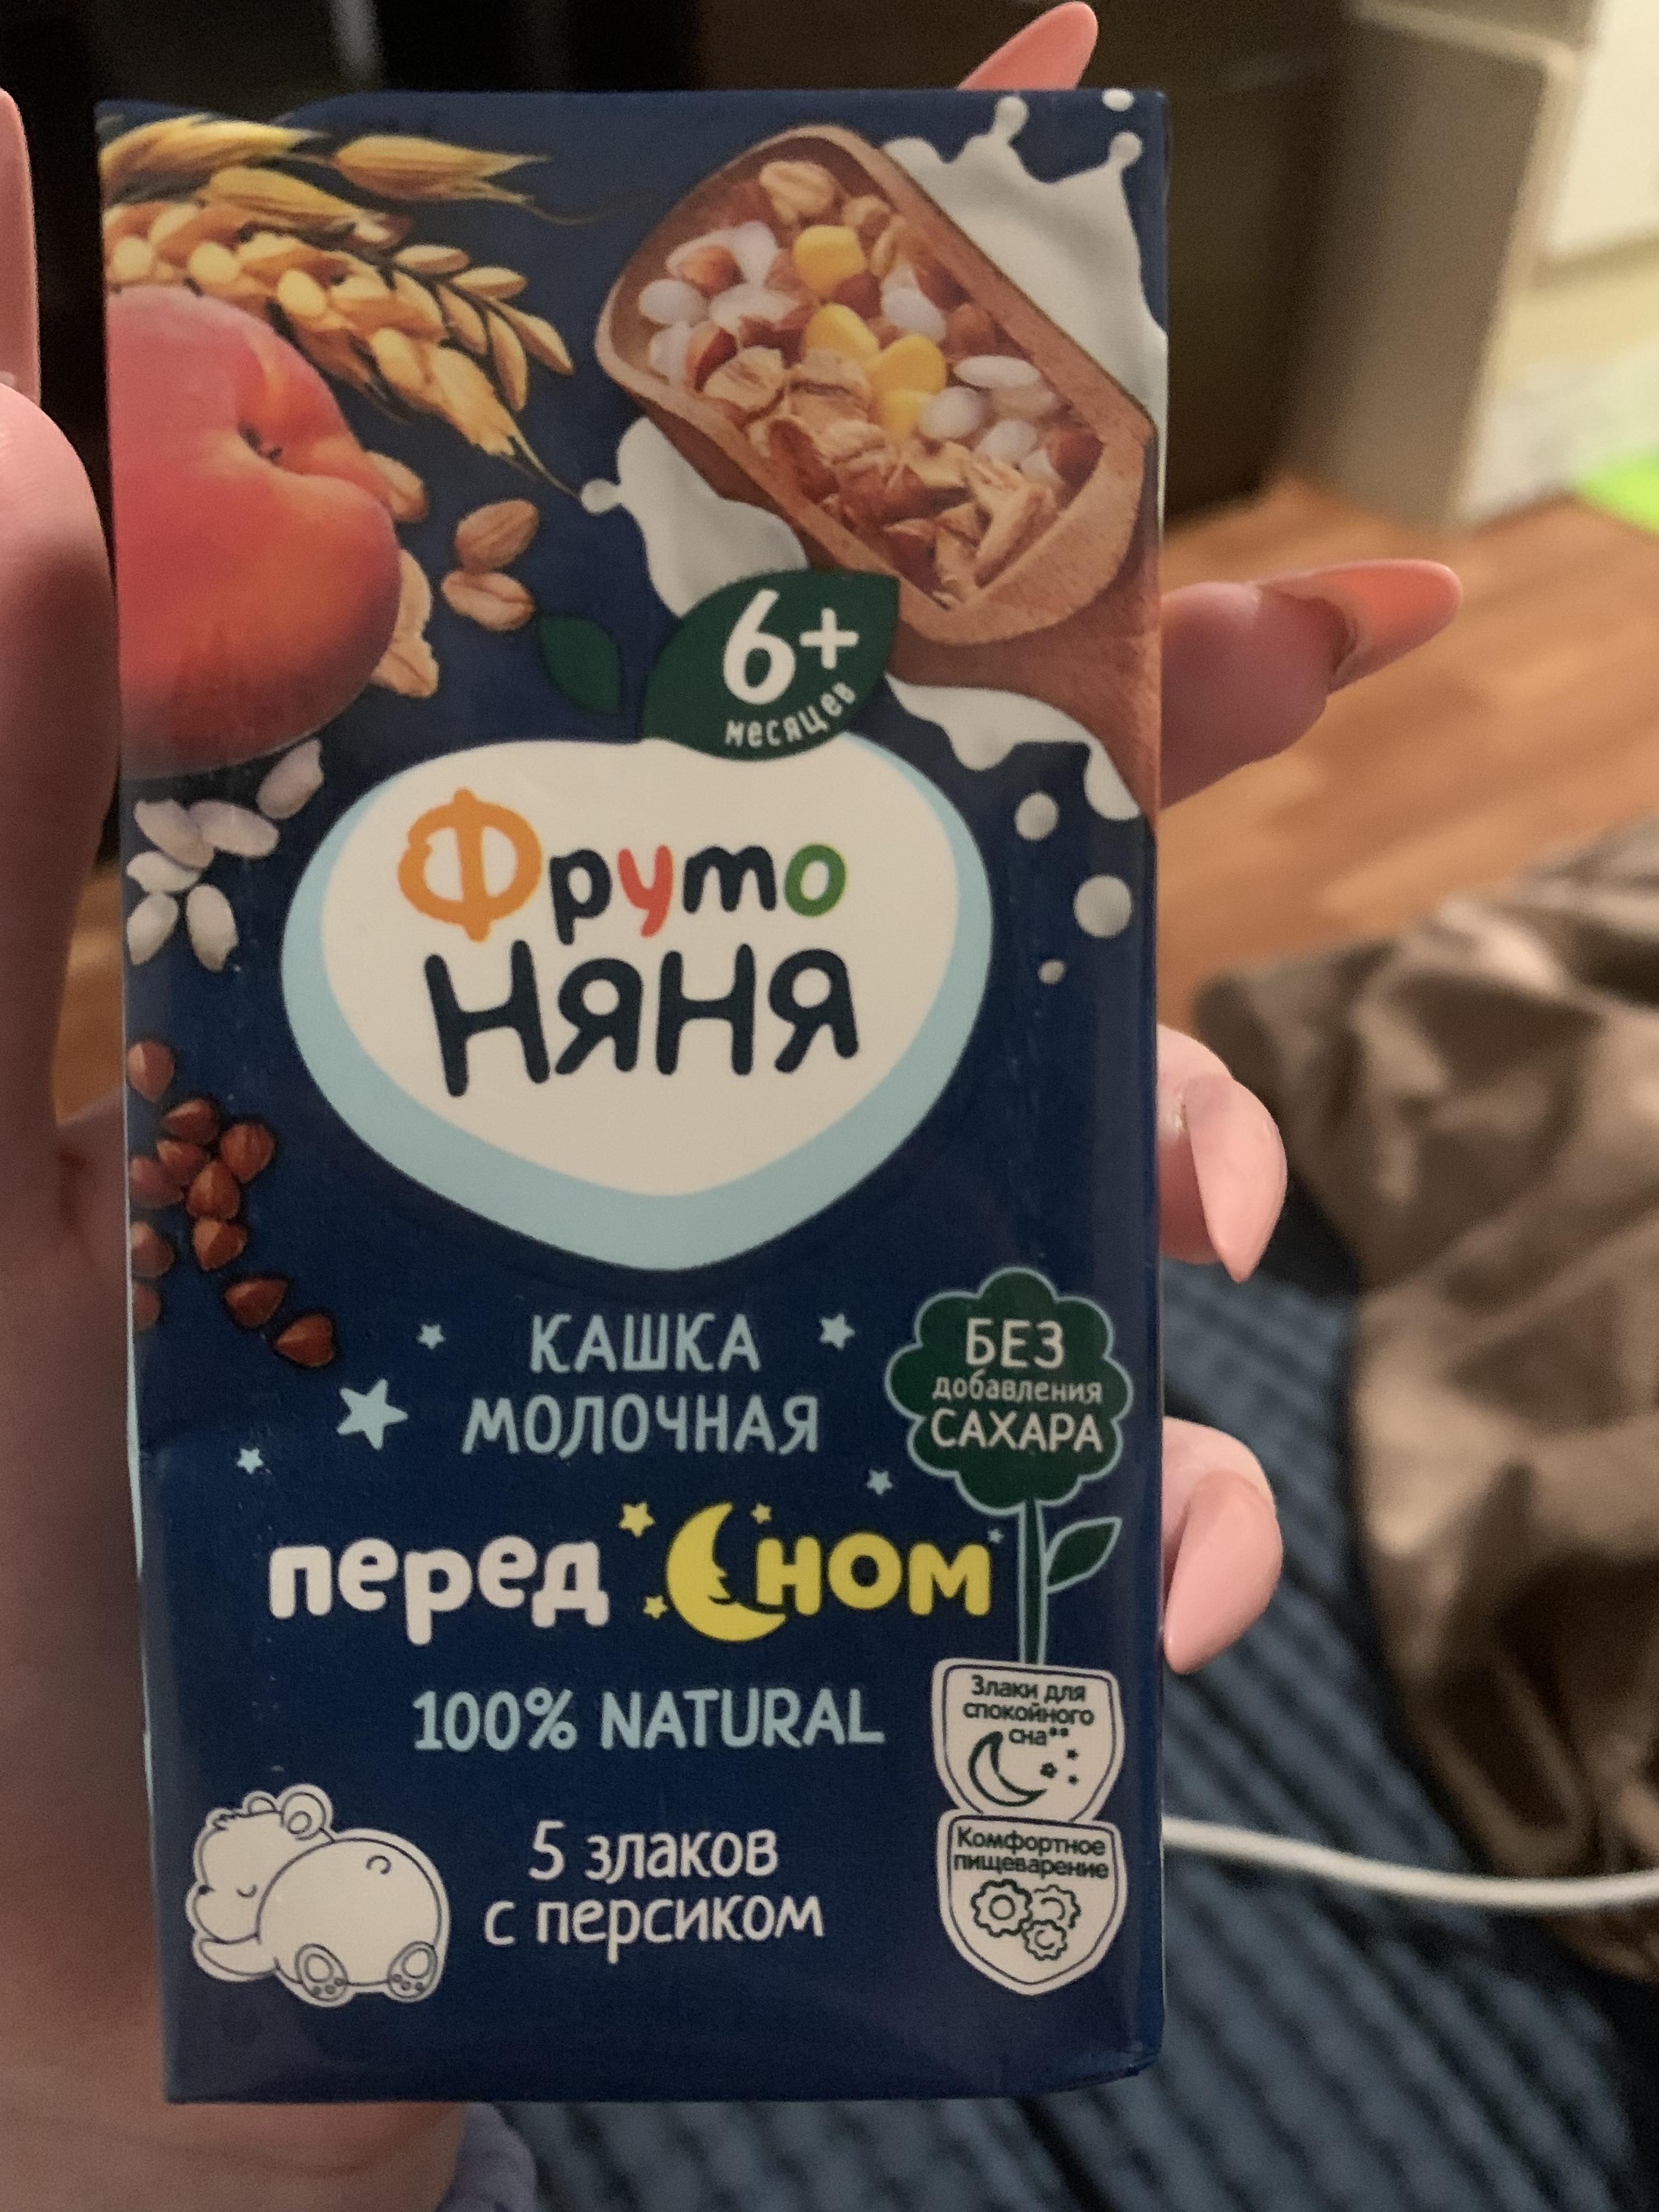 6+
месяцев
Фруто
НЯНЯ
КАШКА
МОЛОЧНАЯ
БЕЗ
добавления
САХАРА
перед сном
100% NATURAL
Злаки для
спокойного
сна**
5 злаков
с персиком
Комфортное
пищеварение